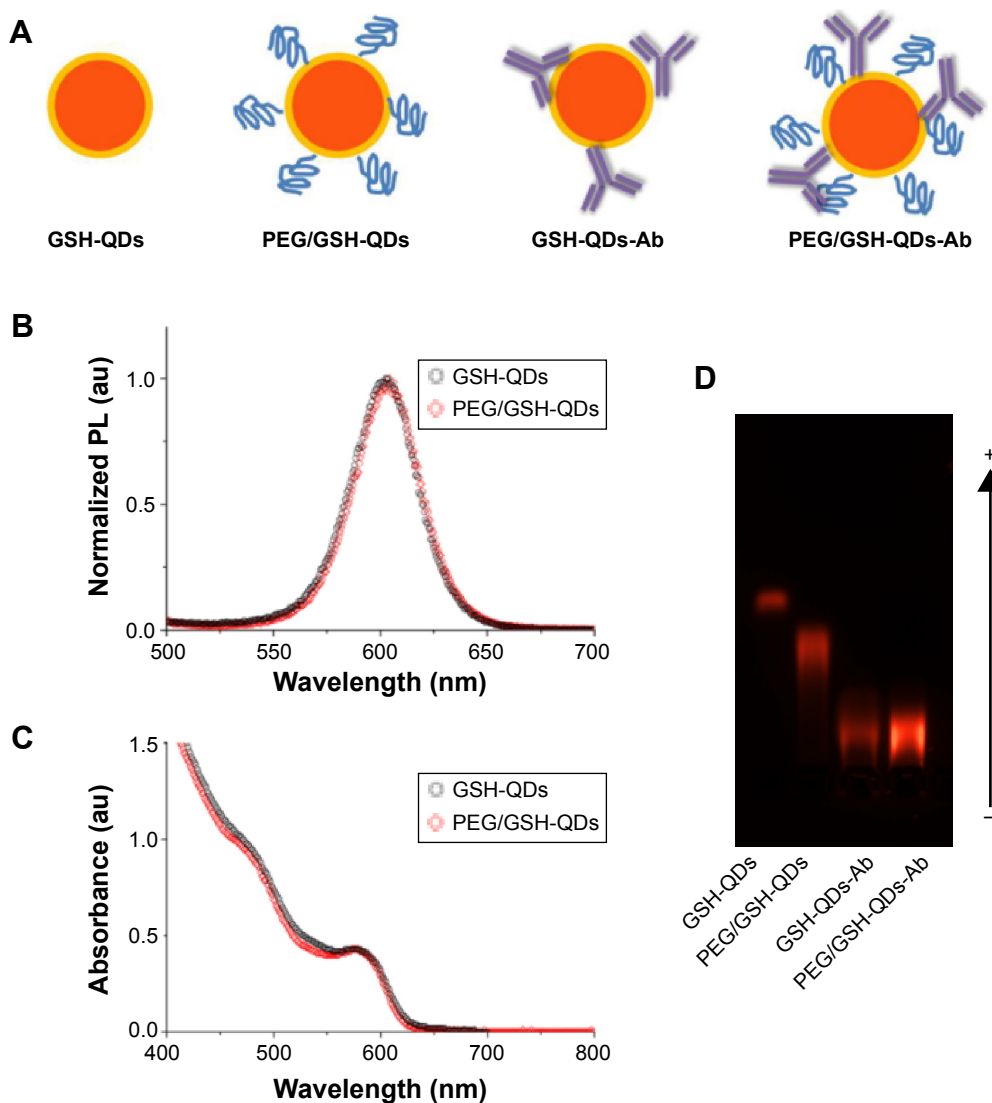 A
GSH-QDs
PEG/GSH-QDs
GSH-QDs-Ab
PEG/GSH-QDs-Ab
B
Normalized PL (au)
1.0
0.5
0.0
500
550
600
650
700
Wavelength (nm)
GSH-QDs
PEG/GSH-QDs
C
Absorbance (au)
1.5
1.0
0.5
0.0
400
500
600
700
800
Wavelength (nm)
GSH-QDs
PEG/GSH-QDs
D
+
−
GSH-QDs
PEG/GSH-QDs
GSH-QDs-Ab
PEG/GSH-QDs-Ab